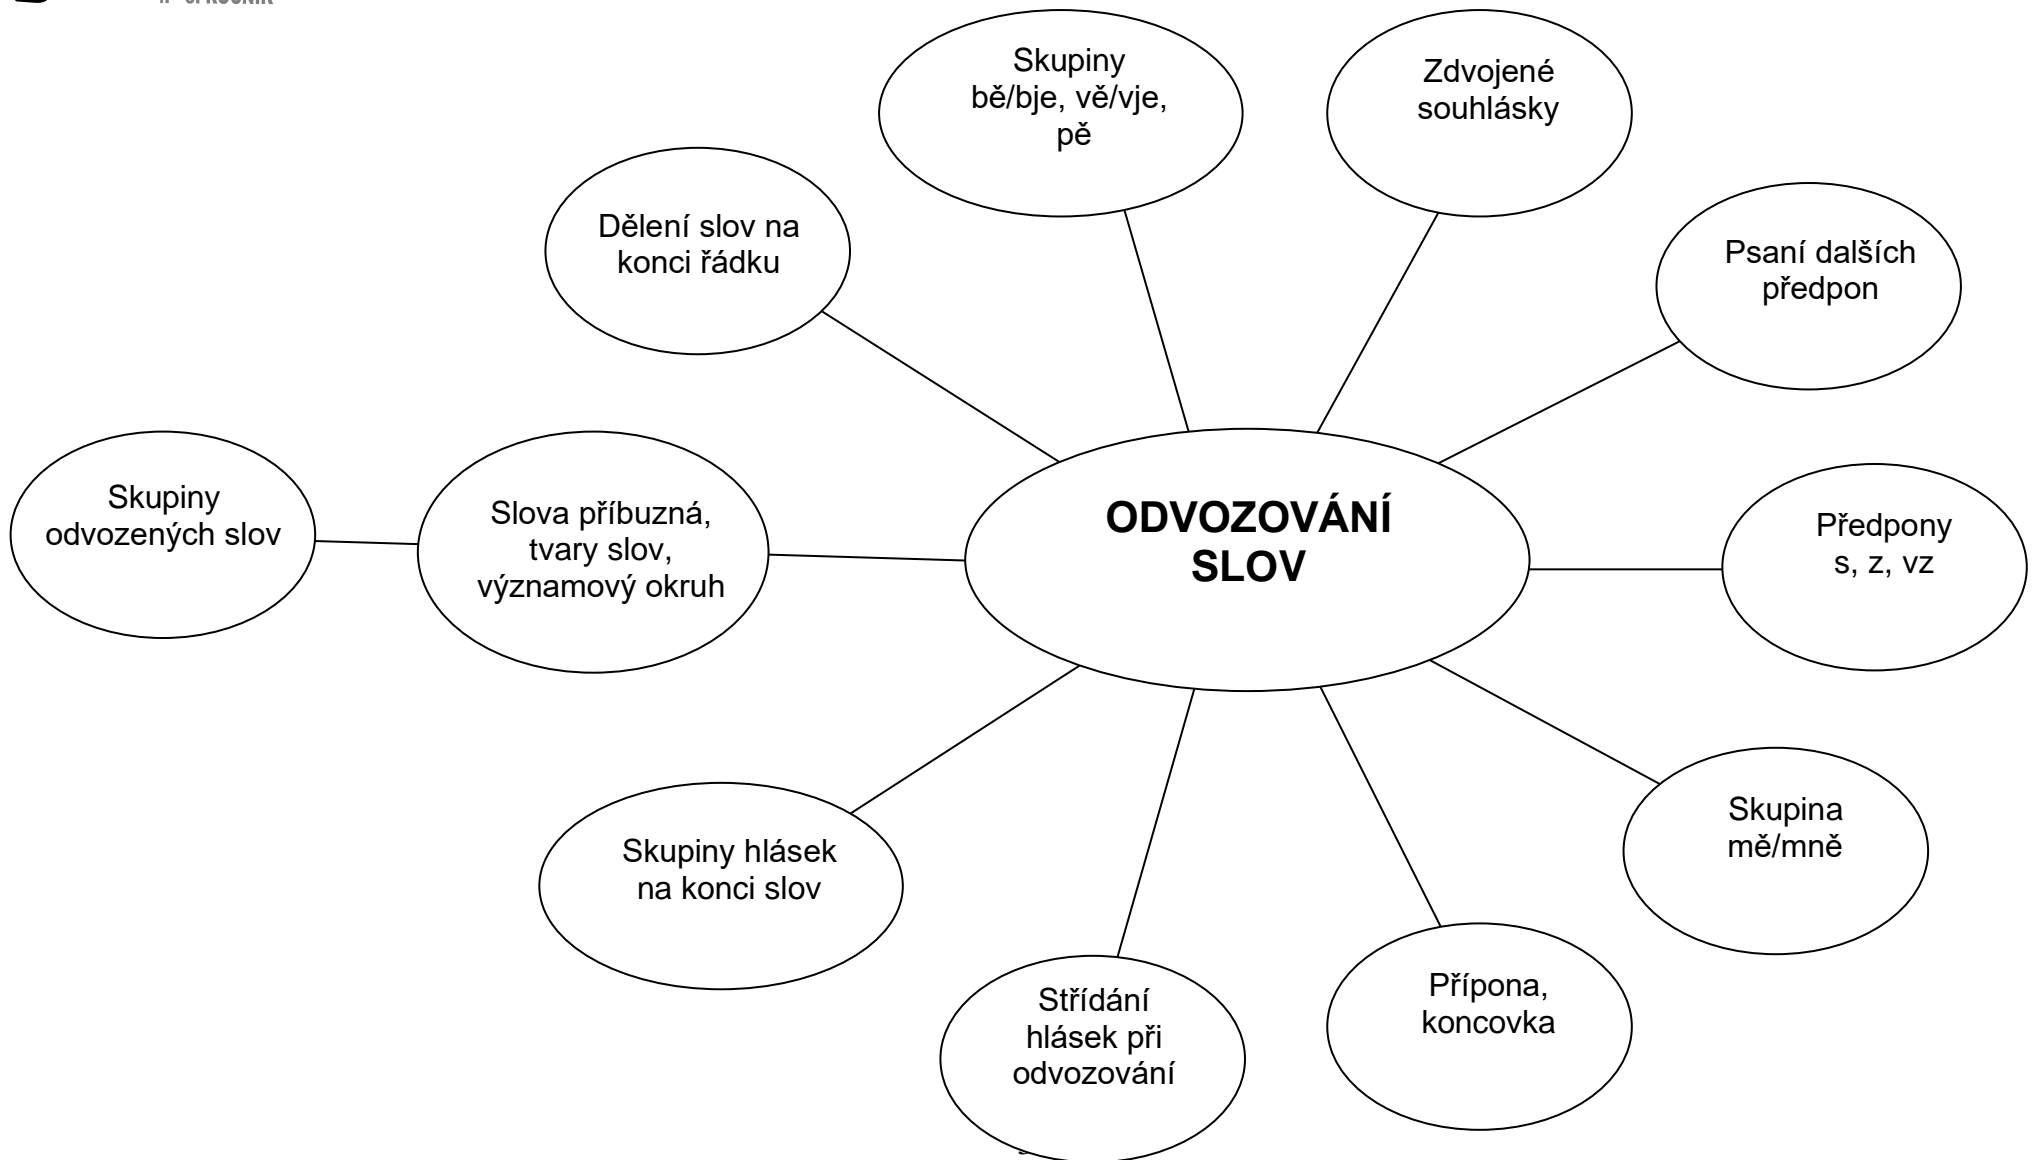 Skupiny
bě/bje, vě/vje,
pě
Zdvojené
souhlásky
Dělení slov na
konci řádku
Psaní dalších
předpon
Skupiny
odvozených slov
Slova příbuzná,
tvary slov,
významový okruh
ODVOZOVÁNÍ
SLOV
Předpony
s, z, vz
Skupiny hlásek
na konci slov
Skupina
mě/mně
Střídání
hlásek při
odvozování
Přípona,
koncovka